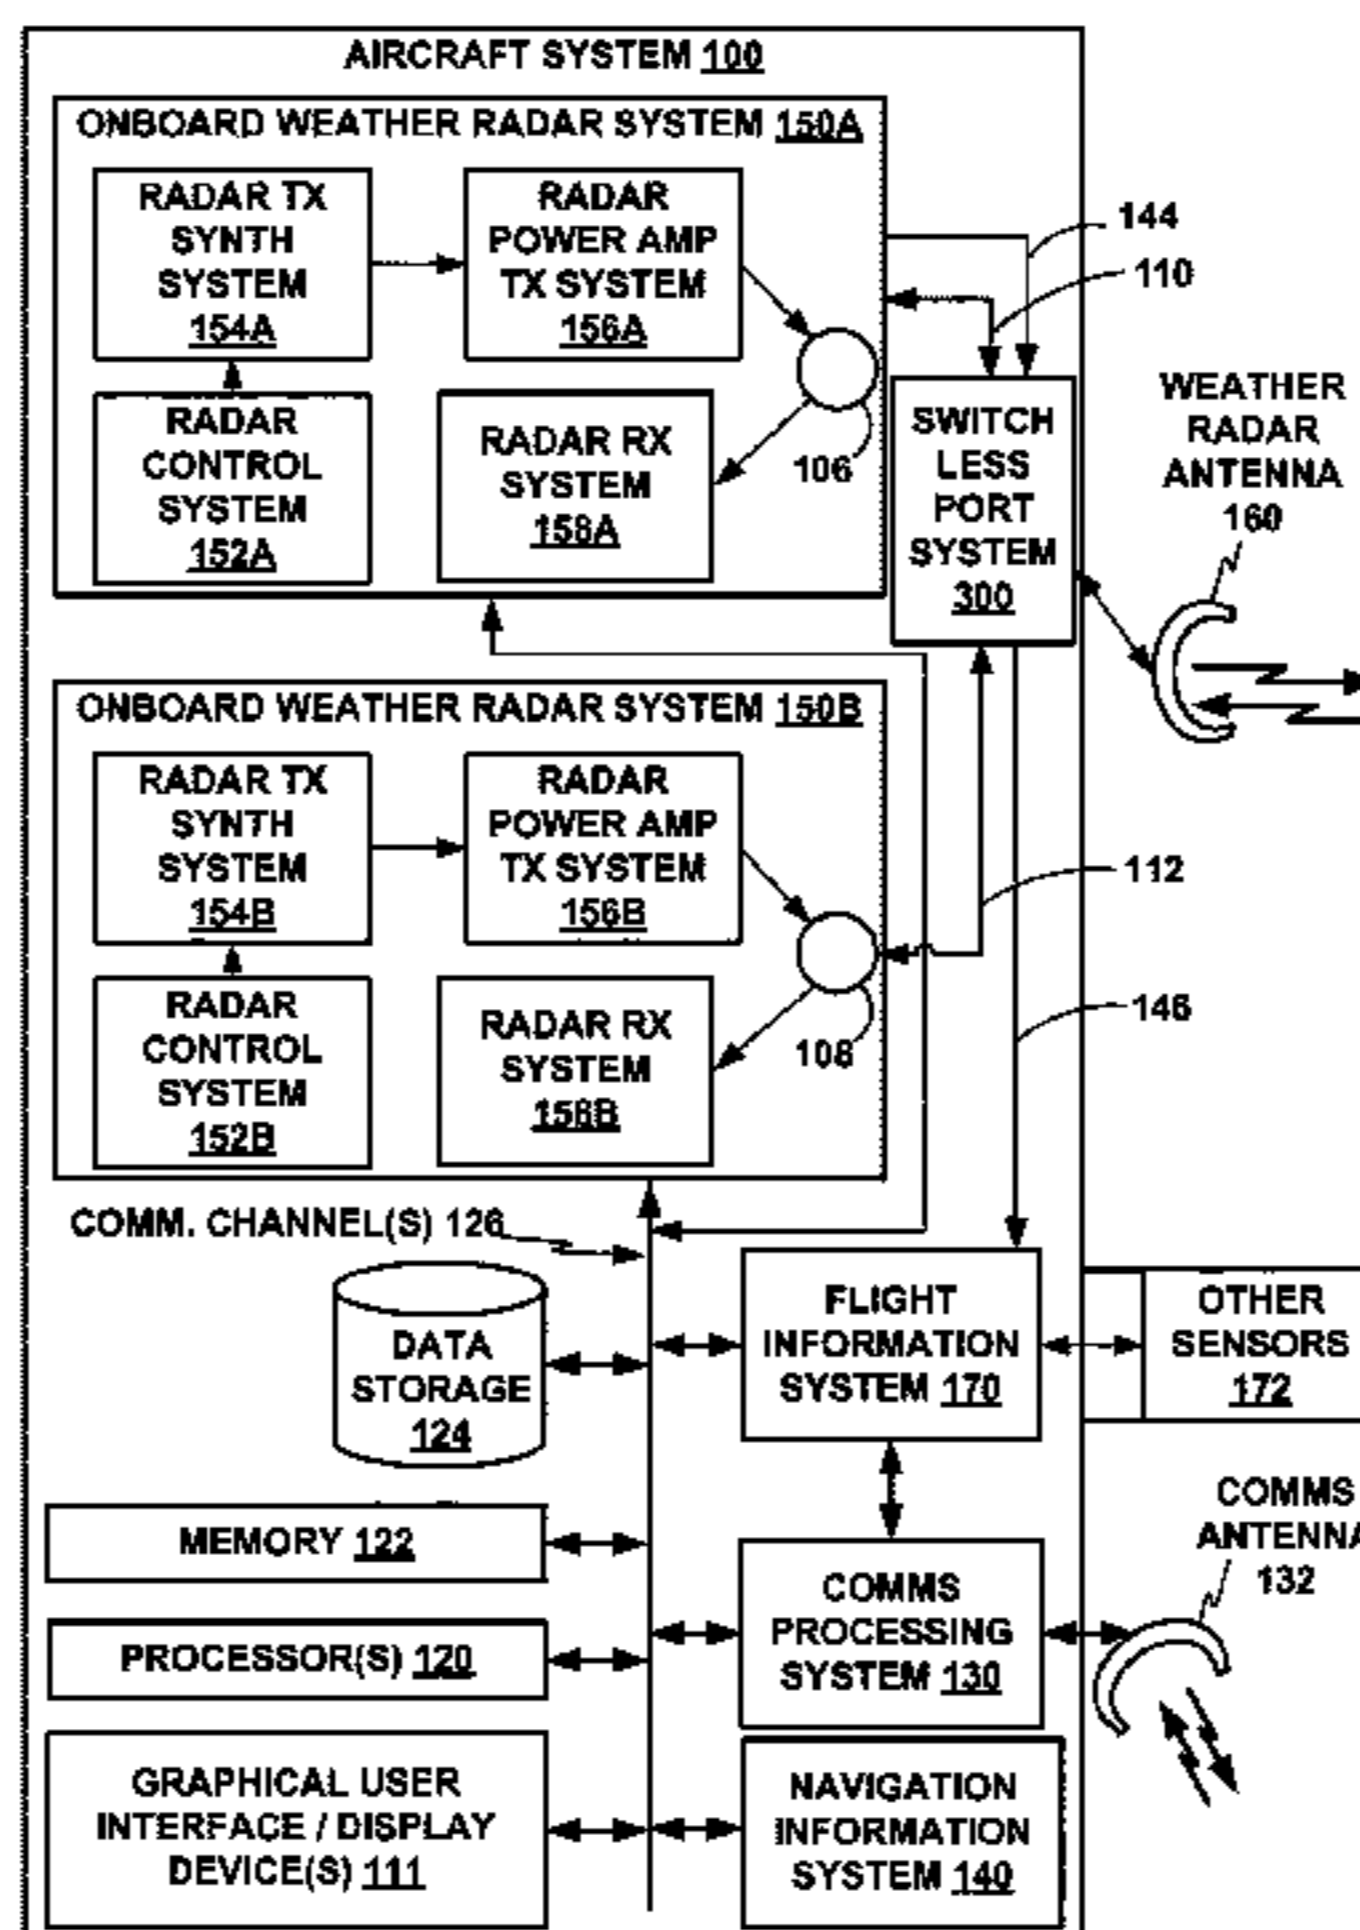 AIRCRAFT SYSTEM 100
ONBOARD WEATHER RADAR SYSTEM 150A
RADAR TX
SYNTH
SYSTEM
154A
RADAR
POWER AMP
TX SYSTEM
156A
RADAR
CONTROL
SYSTEM
152A
RADAR RX
SYSTEM
158A
106
144
110
SWITCH
LESS
PORT
SYSTEM
300
WEATHER
RADAR
ANTENNA
160
ONBOARD WEATHER RADAR SYSTEM 150B
RADAR TX
SYNTH
SYSTEM
154B
RADAR
POWER AMP
TX SYSTEM
156B
RADAR
CONTROL
SYSTEM
152B
RADAR RX
SYSTEM
158B
108
112
146
COMM. CHANNEL(S) 126
DATA
STORAGE
124
FLIGHT
INFORMATION
SYSTEM 170
OTHER
SENSORS
172
MEMORY 122
PROCESSOR(S) 120
COMMS
PROCESSING
SYSTEM 130
COMMS
ANTENNA
132
GRAPHICAL USER
INTERFACE / DISPLAY
DEVICE(S) 111
NAVIGATION
INFORMATION
SYSTEM 140